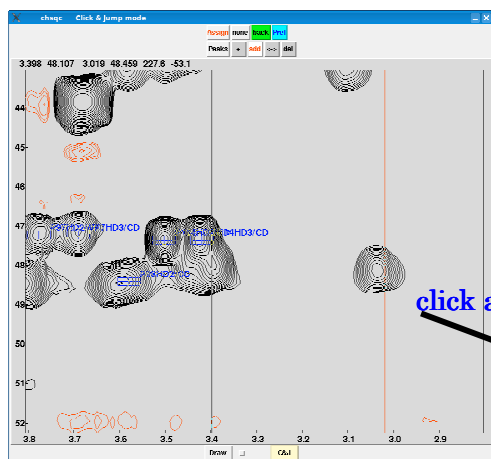 chsqc Click & Jump mode
Assign none back Pref
Peaks + add <-> del
3.398 48.107 3.019 48.459 227.6 -53.1
44
45
46
47
48
49
50
51
52
3.8 3.7 3.6 3.5 3.4 3.3 3.2 3.1 3.0 2.9
click a
Draw C&J